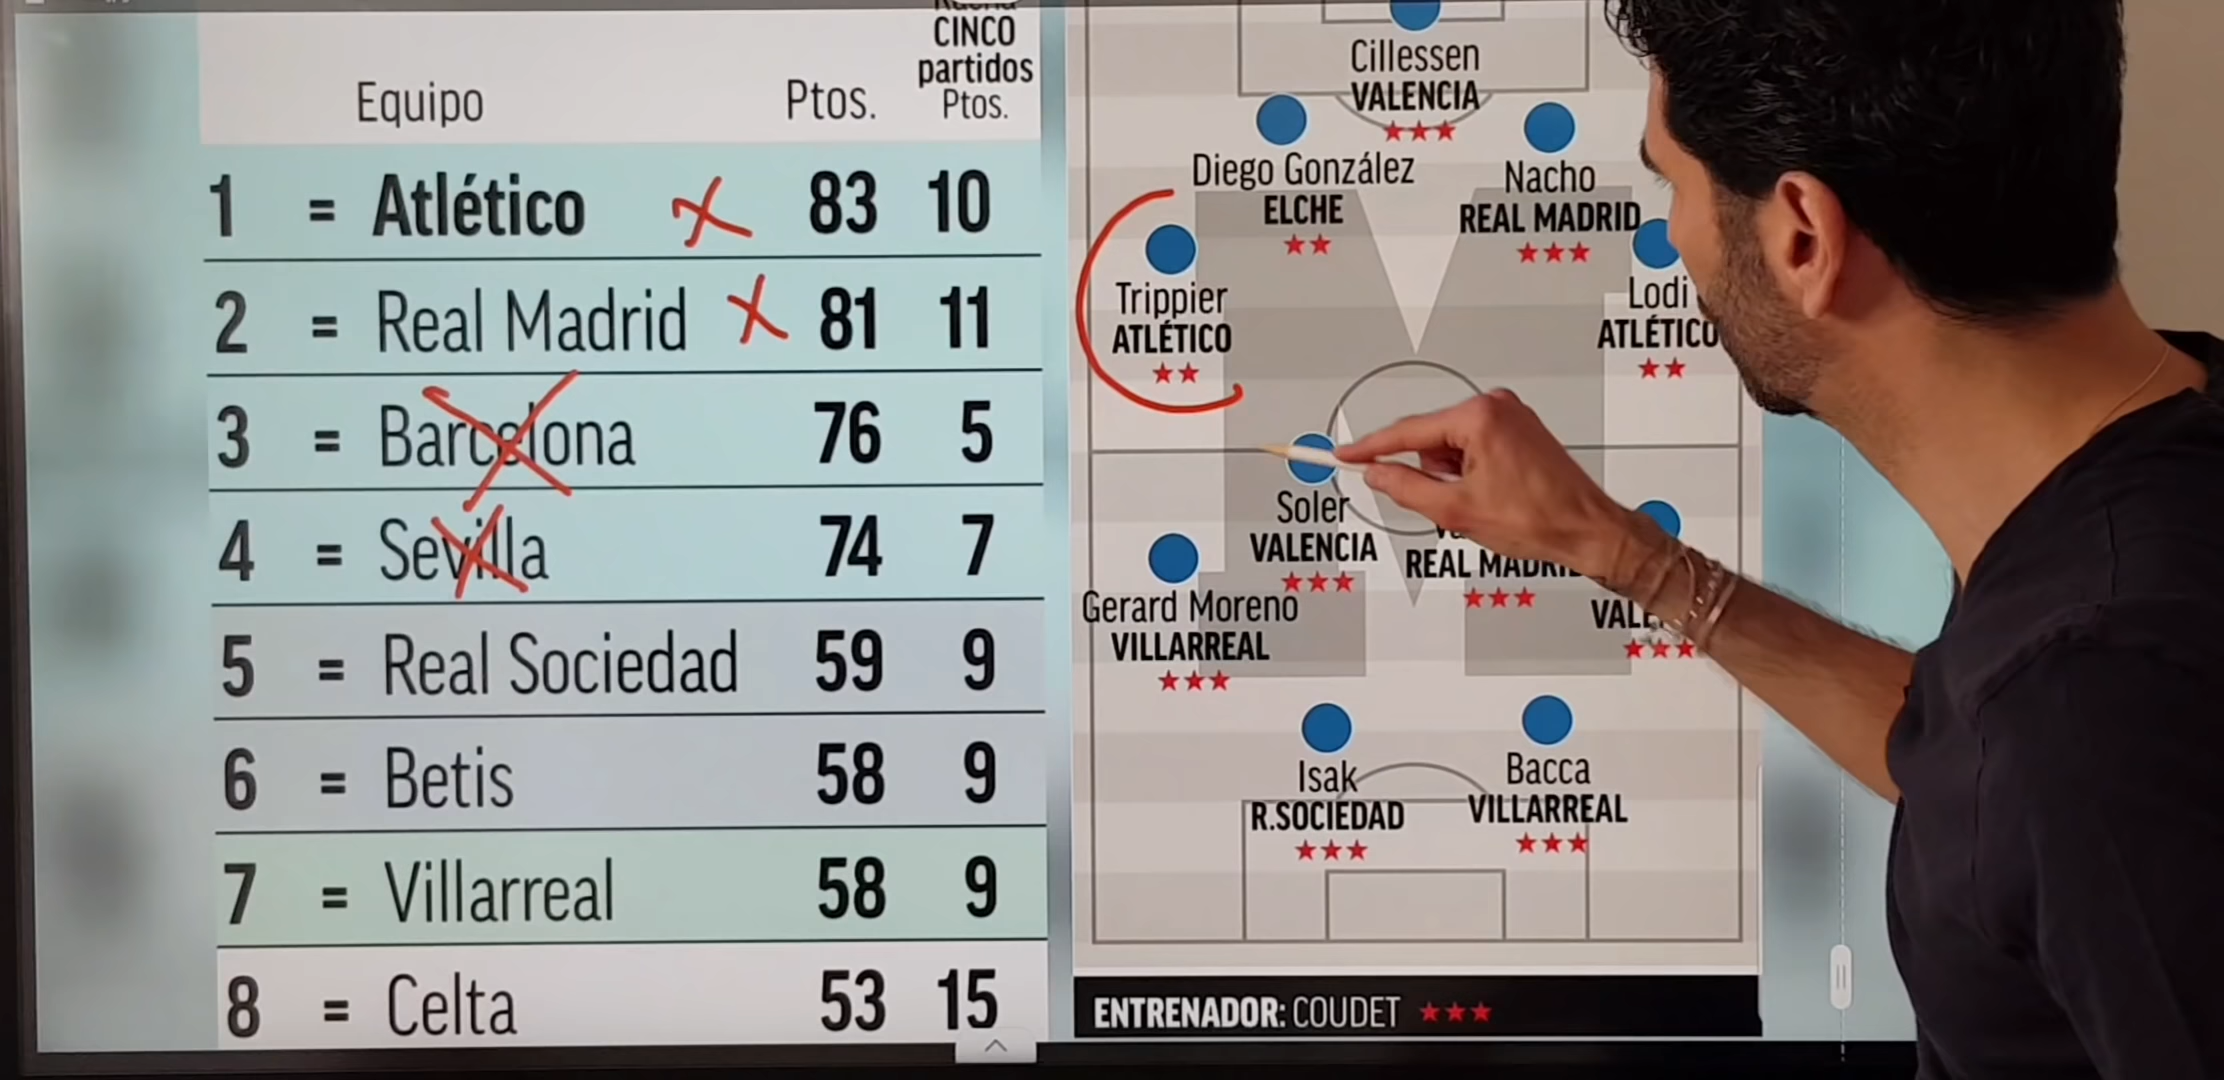 CINCO
partidos
Equipo Ptos. Ptos.
1 = Atlético 83 10
2 = Real Madrid 81 11
3 = Barcelona 76 5
4 = Sevilla 74 7
5 = Real Sociedad 59 9
6 = Betis 58 9
7 = Villarreal 58 9
8 = Celta 53 15
Cillessen
VALENCIA
★★★
Diego González
ELCHE
★★
Nacho
REAL MADRID
★★★
Trippier
ATLÉTICO
★★
Lodi
ATLÉTICO
★★
Soler
VALENCIA
★★★
REAL MADRID
★★★
★★★
Gerard Moreno
VILLARREAL
★★★
Isak
R.SOCIEDAD
★★★
Bacca
VILLARREAL
★★★
ENTRENADOR: COUDET ★★★